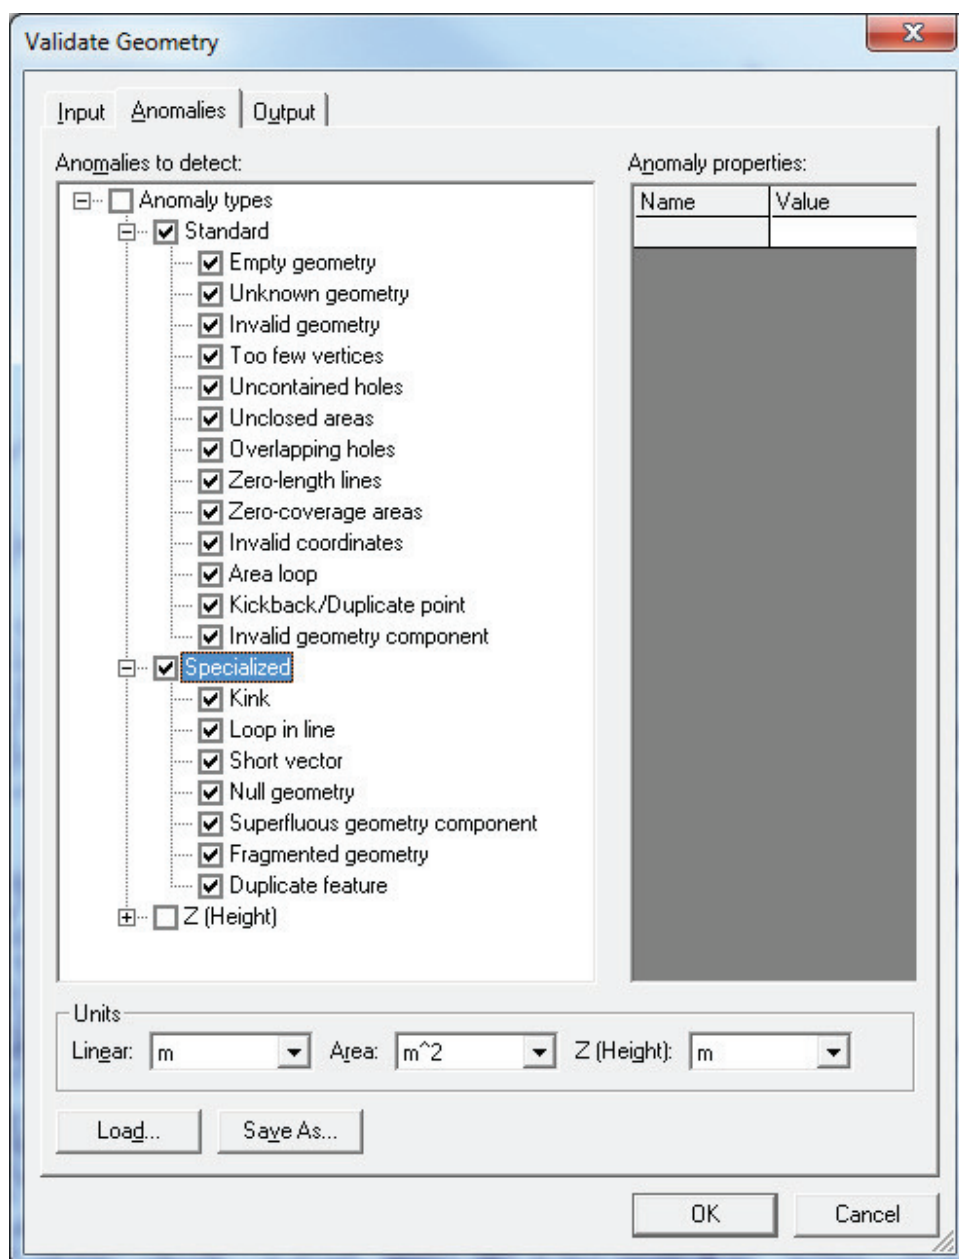 Validate Geometry
Input Anomalies Output
Anomalies to detect: Anomaly properties:
Anomaly types Name Value
Standard
Empty geometry
Unknown geometry
Invalid geometry
Too few vertices
Uncontained holes
Unclosed areas
Overlapping holes
Zero-length lines
Zero-coverage areas
Invalid coordinates
Area loop
Kickback/Duplicate point
Invalid geometry component
Specialized
Kink
Loop in line
Short vector
Null geometry
Superfluous geometry component
Fragmented geometry
Duplicate feature
Z (Height)
Units
Linear: m Area: m^2 Z (Height): m
Load... Save As...
OK Cancel